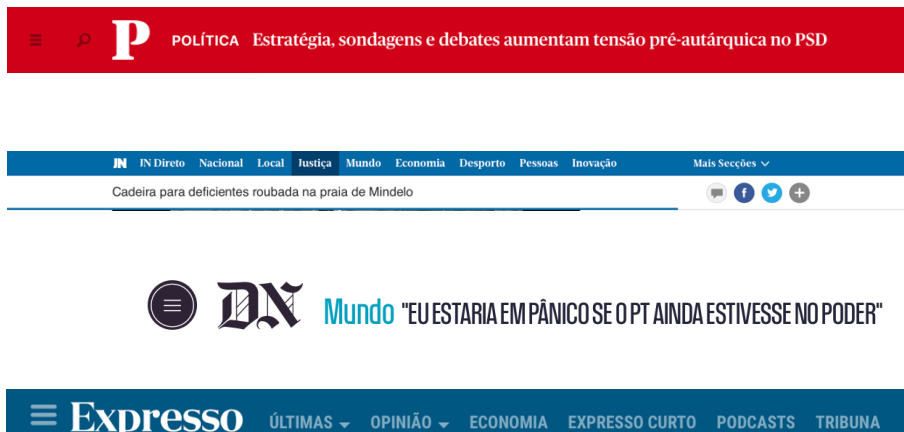 P POLÍTICA Estratégia, sondagens e debates aumentam tensão pré-autárquica no PSD
JN JN Direto Nacional Local Justiça Mundo Economia Desporto Pessoas Inovação Mais Secções
Cadeira para deficientes roubada na praia de Mindelo
DN Mundo "EU ESTARIA EM PÂNICO SE O PT AINDA ESTIVESSE NO PODER"
Expresso ÚLTIMAS OPINIÃO ECONOMIA EXPRESSO CURTO PODCASTS TRIBUNA